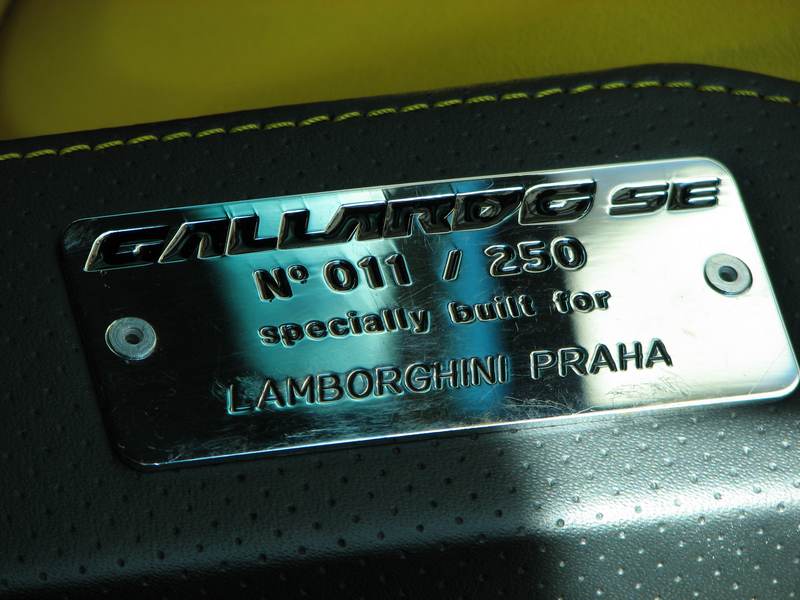 GALLARDO SE
Nº 011 / 250
specially built for
LAMBORGHINI PRAHA